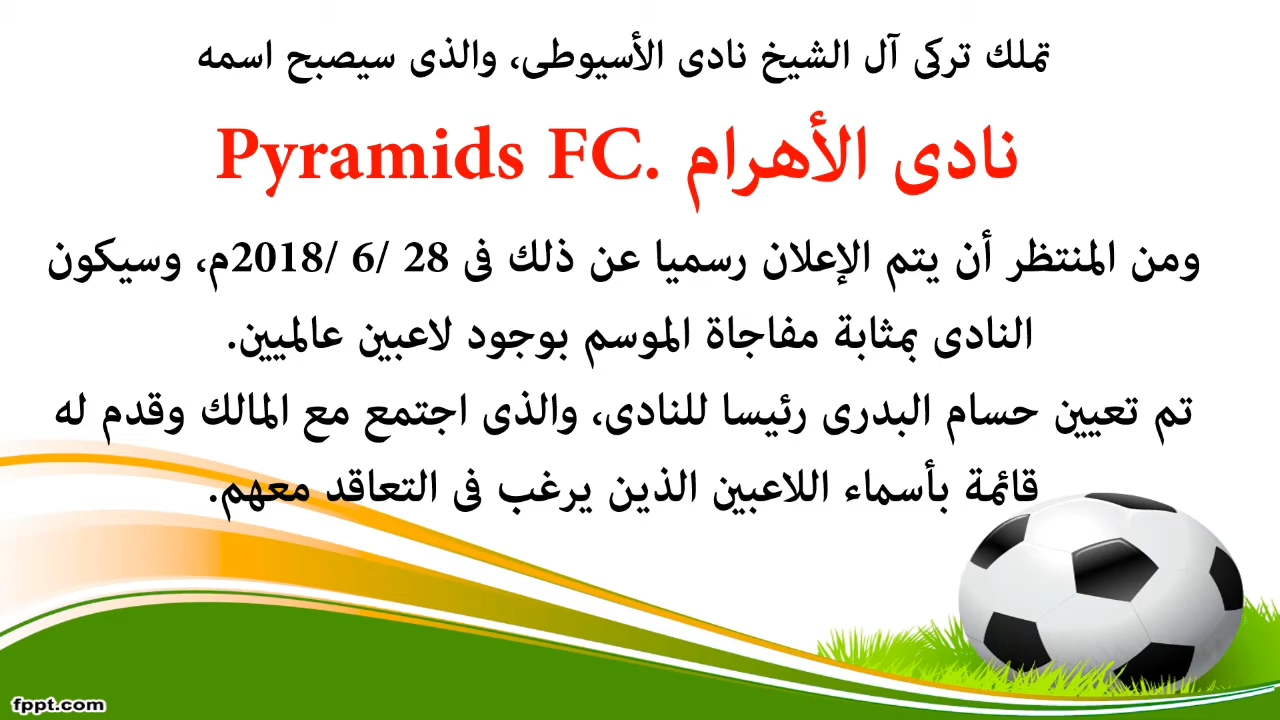 تملك تركى آل الشيخ نادى الأسيوطى، والذى سيصبح اسمه
نادى الأهرام .Pyramids FC
ومن المنتظر أن يتم الإعلان رسميا عن ذلك فى 28 /6 /2018م، وسيكون
النادى بمثابة مفاجاة الموسم بوجود لاعبين عالميين.
تم تعيين حسام البدرى رئيسا للنادى، والذى اجتمع مع المالك وقدم له
قائمة بأسماء اللاعبين الذين يرغب فى التعاقد معهم.
fppt.com